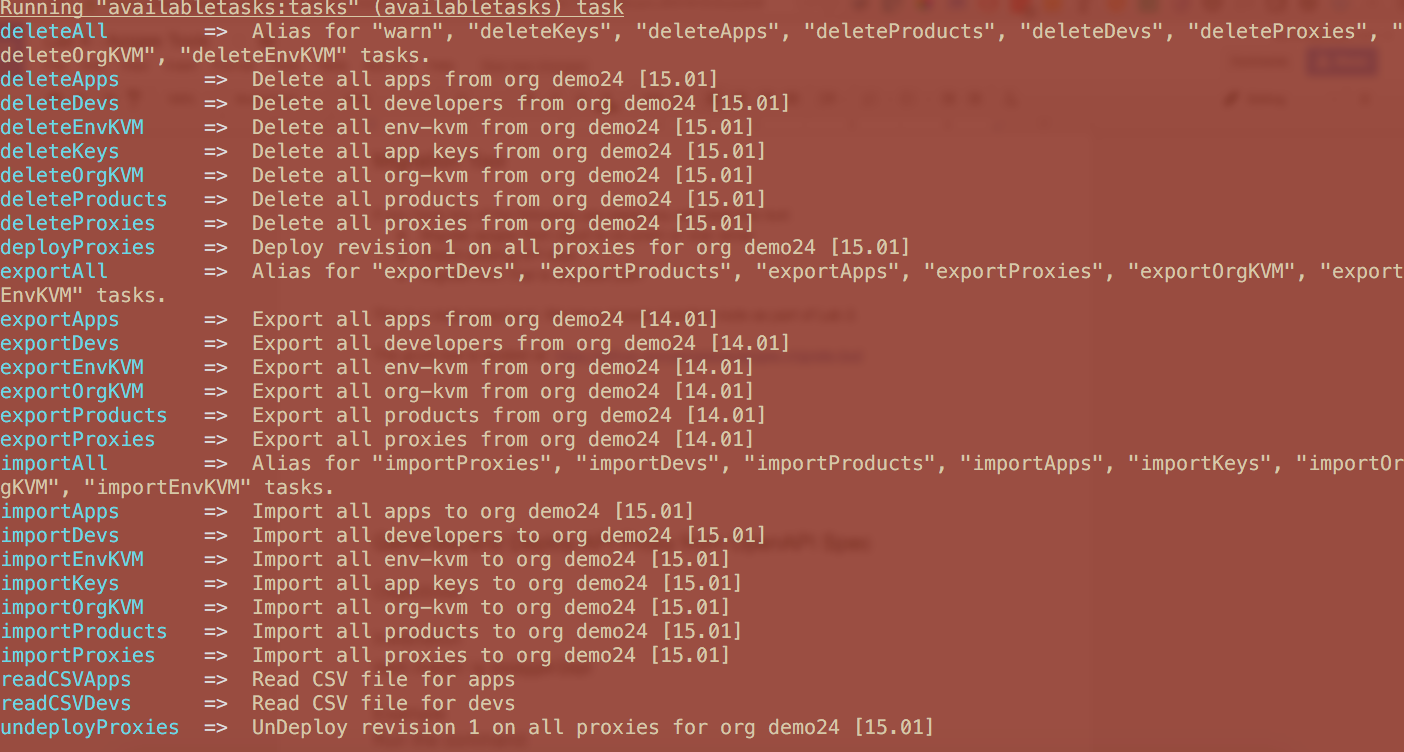 Running "availabletasks:tasks" (availabletasks) task
deleteAll        =>  Alias for "warn", "deleteKeys", "deleteApps", "deleteProducts", "deleteDevs", "deleteProxies", "
deleteOrgKVM", "deleteEnvKVM" tasks.
deleteApps       =>  Delete all apps from org demo24 [15.01]
deleteDevs       =>  Delete all developers from org demo24 [15.01]
deleteEnvKVM     =>  Delete all env-kvm from org demo24 [15.01]
deleteKeys       =>  Delete all app keys from org demo24 [15.01]
deleteOrgKVM     =>  Delete all org-kvm from org demo24 [15.01]
deleteProducts   =>  Delete all products from org demo24 [15.01]
deleteProxies    =>  Delete all proxies from org demo24 [15.01]
deployProxies    =>  Deploy revision 1 on all proxies for org demo24 [15.01]
exportAll        =>  Alias for "exportDevs", "exportProducts", "exportApps", "exportProxies", "exportOrgKVM", "export
EnvKVM" tasks.
exportApps       =>  Export all apps from org demo24 [14.01]
exportDevs       =>  Export all developers from org demo24 [14.01]
exportEnvKVM     =>  Export all env-kvm from org demo24 [14.01]
exportOrgKVM     =>  Export all org-kvm from org demo24 [14.01]
exportProducts   =>  Export all products from org demo24 [14.01]
exportProxies    =>  Export all proxies from org demo24 [14.01]
importAll        =>  Alias for "importProxies", "importDevs", "importProducts", "importApps", "importKeys", "importOr
gKVM", "importEnvKVM" tasks.
importApps       =>  Import all apps to org demo24 [15.01]
importDevs       =>  Import all developers to org demo24 [15.01]
importEnvKVM     =>  Import all env-kvm to org demo24 [15.01]
importKeys       =>  Import all app keys to org demo24 [15.01]
importOrgKVM     =>  Import all org-kvm to org demo24 [15.01]
importProducts   =>  Import all products to org demo24 [15.01]
importProxies    =>  Import all proxies to org demo24 [15.01]
readCSVApps      =>  Read CSV file for apps
readCSVDevs      =>  Read CSV file for devs
undeployProxies  =>  UnDeploy revision 1 on all proxies for org demo24 [15.01]